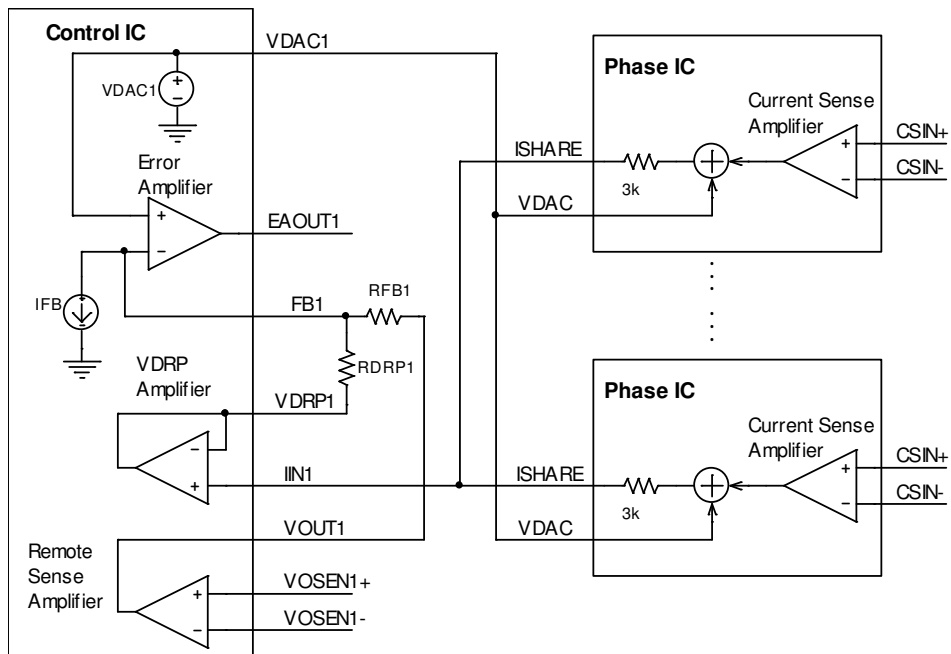 Control IC
VDAC1
VDAC1
+
−
Error
Amplifier
+
−
EAOUT1
IFB
FB1
RFB1
RDRP1
VDRP
Amplifier
VDRP1
−
+
IIN1
VOUT1
Remote
Sense
Amplifier
+
−
VOSEN1+
VOSEN1-
Phase IC
Current Sense
Amplifier
CSIN+
CSIN-
+
−
ISHARE
3k
VDAC
Phase IC
Current Sense
Amplifier
CSIN+
CSIN-
+
−
ISHARE
3k
VDAC